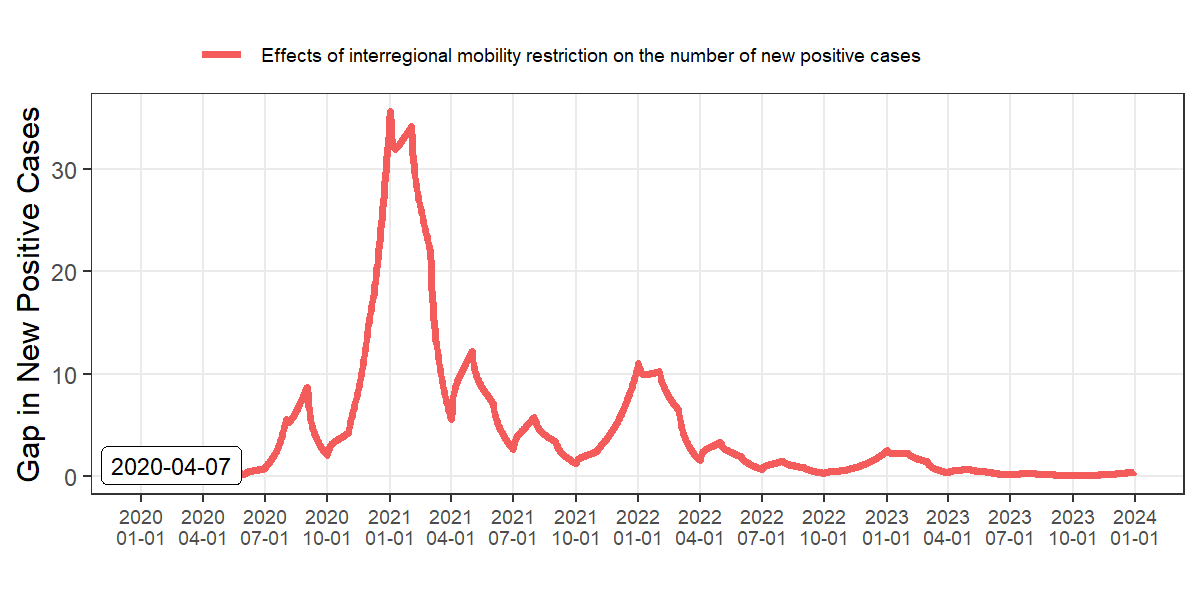 Effects of interregional mobility restriction on the number of new positive cases
Gap in New Positive Cases
30
20
10
0
2020-04-07
2020 2020 2020 2020 2021 2021 2021 2021 2022 2022 2022 2022 2023 2023 2023 2023 2024
01-01 04-01 07-01 10-01 01-01 04-01 07-01 10-01 01-01 04-01 07-01 10-01 01-01 04-01 07-01 10-01 01-01